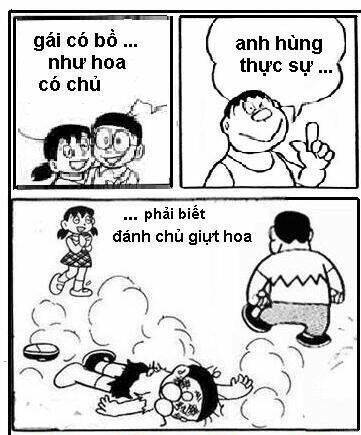 gái có bồ ...
như hoa
có chủ
anh hùng
thực sự ...
... phải biết
đánh chủ giựt hoa